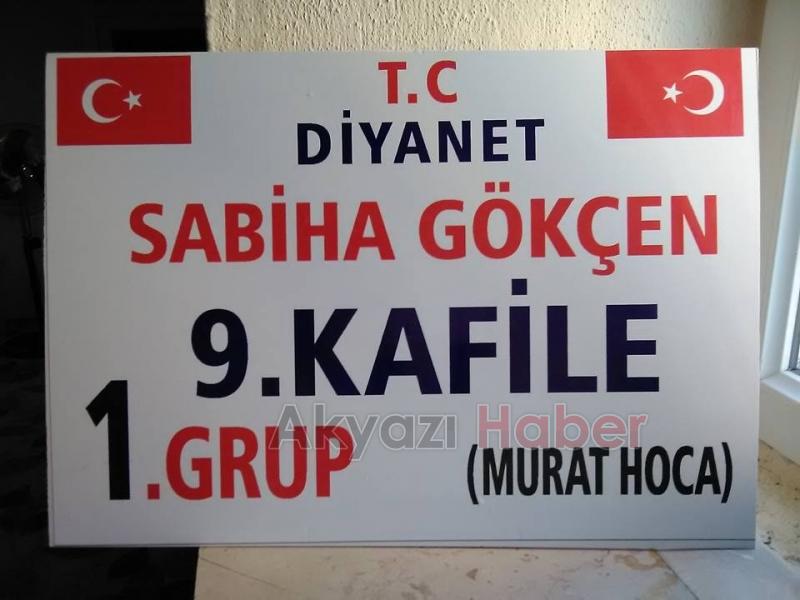 T.C
DİYANET
SABİHA GÖKÇEN
9.KAFİLE
1.GRUP
(MURAT HOCA)
Akyazı Haber